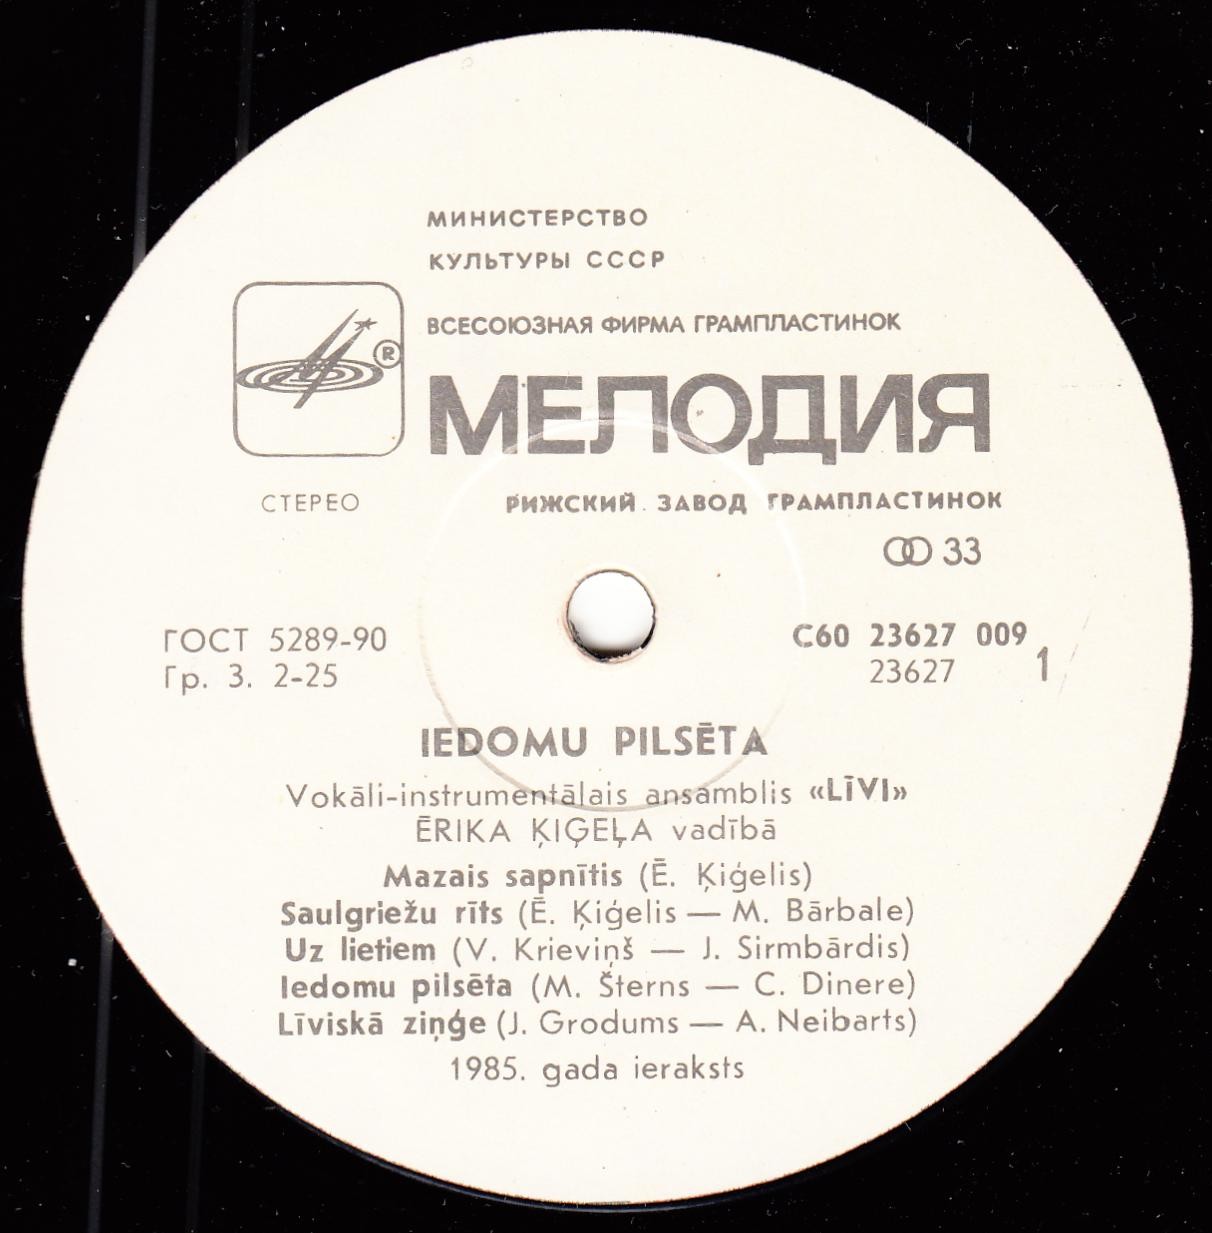 МИНИСТЕРСТВО
КУЛЬТУРЫ СССР
ВСЕСОЮЗНАЯ ФИРМА ГРАМПЛАСТИНОК
®
МЕЛОДИЯ
СТЕРЕО
РИЖСКИЙ ЗАВОД ГРАМПЛАСТИНОК
33
ГОСТ 5289-90
Гр. 3. 2-25
С60 23627 009
23627 1
IEDOMU PILSĒTA
Vokāli-instrumentālais ansamblis «LĪVI»
ĒRIKA ĶIĢEĻA vadībā
Mazais sapnītis (Ē. Ķiģelis)
Saulgriežu rīts (Ē. Ķiģelis — M. Bārbale)
Uz lietiem (V. Krieviņš — J. Sirmbārdis)
Iedomu pilsēta (M. Šterns — C. Dinere)
Līviskā ziņģe (J. Grodums — A. Neibarts)
1985. gada ieraksts